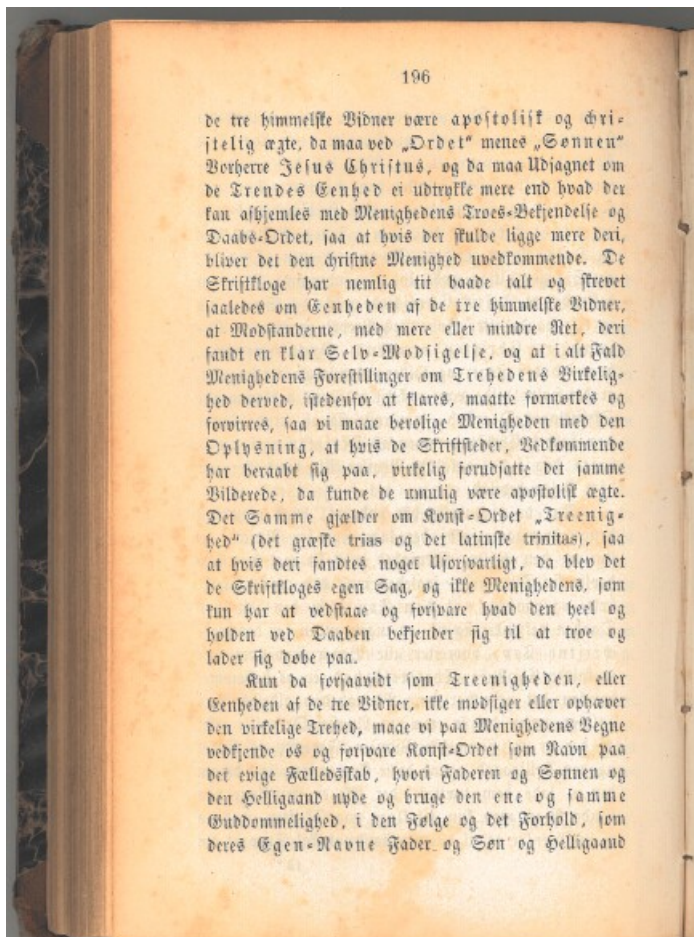 196
de tre himmelske Vidner være apostolisk og chri-
stelig ægte, da maa ved „Ordet“ menes „Sønnen“
Vorherre Jesus Christus, og da maa Udsagnet om
de Trendes Eenhed ei udtrykke mere end hvad der
kan afhjemles med Menighedens Troes-Bekjendelse og
Daabs-Ordet, saa at hvis der skulde ligge mere deri,
bliver det den christne Menighed uvedkommende. De
Skriftkloge har nemlig tit baade talt og skrevet
saaledes om Eenheden af de tre himmelske Vidner,
at Modstanderne, med mere eller mindre Ret, deri
fandt en klar Selv-Modsigelse, og at i alt Fald
Menighedens Forestillinger om Trehedens Virkelig-
hed derved, istedenfor at klares, maatte formørkes og
forvirres, saa vi maae berolige Menigheden med den
Oplysning, at hvis de Skriftsteder, Vedkommende
har beraabt sig paa, virkelig forudsatte det samme
Vilderede, da kunde de umulig være apostolisk ægte.
Det Samme gjælder om Konst-Ordet „Treenig-
hed“ (det græske trias og det latinske trinitas), saa
at hvis deri fandtes noget Uforsvarligt, da blev det
de Skriftkloges egen Sag, og ikke Menighedens, som
kun har at vedstaae og forsvare hvad den heel og
holden ved Daaben bekjender sig til at troe og
lader sig døbe paa.
Kun da forsaavidt som Treenigheden, eller
Eenheden af de tre Vidner, ikke modsiger eller ophæver
den virkelige Trehed, maae vi paa Menighedens Vegne
vedkjende os og forsvare Konst-Ordet som Navn paa
det evige Fælledsskab, hvori Faderen og Sønnen og
den Helligaand nyde og bruge den ene og samme
Guddommelighed, i den Følge og det Forhold, som
deres Egen-Navne Fader og Søn og Helligaand